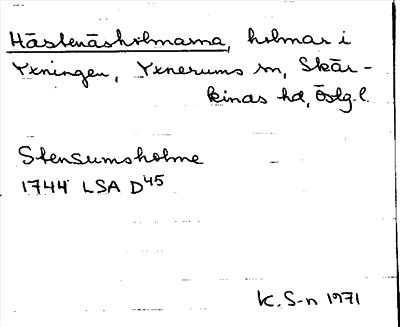 Hästenäsholmarna, holmar i
Yxningen, Yxnerums sn, Skär-
kinds hd, Östg. l.
Stensumsholme
1744 LSA D45
K. S-n 1971